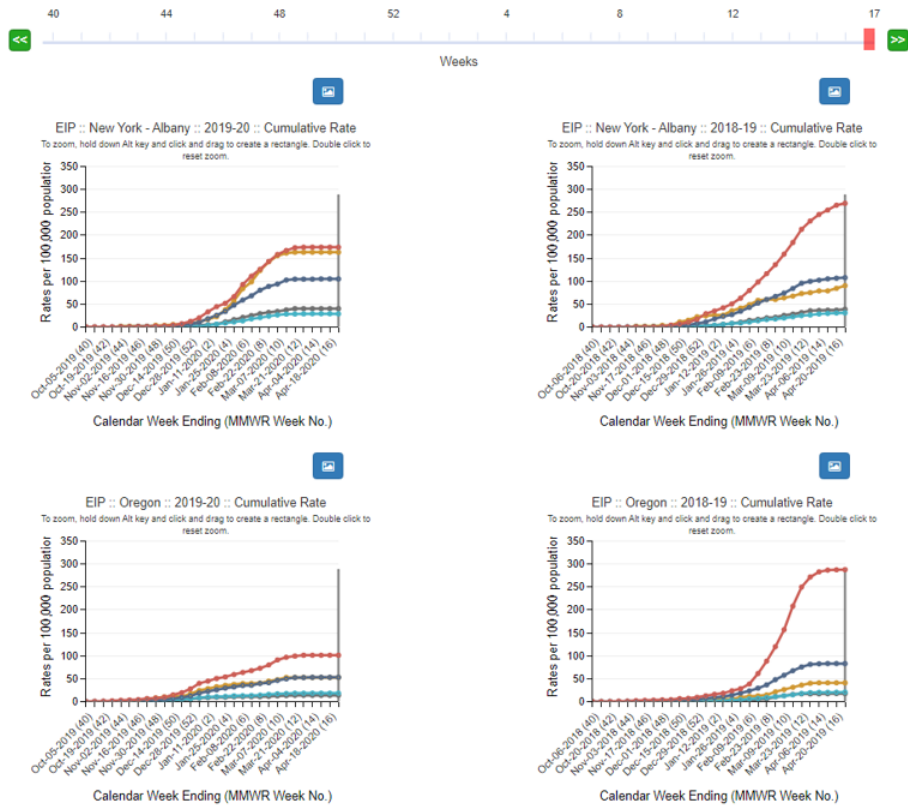 40 44 48 52 4 8 12 17
<< >>
Weeks
EIP :: New York - Albany :: 2019-20 :: Cumulative Rate
To zoom, hold down Alt key and click and drag to create a rectangle. Double click to
reset zoom.
Rates per 100,000 population
350
300
250
200
150
100
50
0
Oct-05-2019 (40)
Oct-19-2019 (42)
Nov-02-2019 (44)
Nov-16-2019 (46)
Nov-30-2019 (48)
Dec-14-2019 (50)
Dec-28-2019 (52)
Jan-11-2020 (2)
Jan-25-2020 (4)
Feb-08-2020 (6)
Feb-22-2020 (8)
Mar-07-2020 (10)
Mar-21-2020 (12)
Apr-04-2020 (14)
Apr-18-2020 (16)
Calendar Week Ending (MMWR Week No.)
EIP :: New York - Albany :: 2018-19 :: Cumulative Rate
To zoom, hold down Alt key and click and drag to create a rectangle. Double click to
reset zoom.
Rates per 100,000 population
350
300
250
200
150
100
50
0
Oct-06-2018 (40)
Oct-20-2018 (42)
Nov-03-2018 (44)
Nov-17-2018 (46)
Dec-01-2018 (48)
Dec-15-2018 (50)
Dec-29-2018 (52)
Jan-12-2019 (2)
Jan-26-2019 (4)
Feb-09-2019 (6)
Feb-23-2019 (8)
Mar-09-2019 (10)
Mar-23-2019 (12)
Apr-06-2019 (14)
Apr-20-2019 (16)
Calendar Week Ending (MMWR Week No.)
EIP :: Oregon :: 2019-20 :: Cumulative Rate
To zoom, hold down Alt key and click and drag to create a rectangle. Double click to
reset zoom.
Rates per 100,000 population
350
300
250
200
150
100
50
0
Oct-05-2019 (40)
Oct-19-2019 (42)
Nov-02-2019 (44)
Nov-16-2019 (46)
Nov-30-2019 (48)
Dec-14-2019 (50)
Dec-28-2019 (52)
Jan-11-2020 (2)
Jan-25-2020 (4)
Feb-08-2020 (6)
Feb-22-2020 (8)
Mar-07-2020 (10)
Mar-21-2020 (12)
Apr-04-2020 (14)
Apr-18-2020 (16)
Calendar Week Ending (MMWR Week No.)
EIP :: Oregon :: 2018-19 :: Cumulative Rate
To zoom, hold down Alt key and click and drag to create a rectangle. Double click to
reset zoom.
Rates per 100,000 population
350
300
250
200
150
100
50
0
Oct-06-2018 (40)
Oct-20-2018 (42)
Nov-03-2018 (44)
Nov-17-2018 (46)
Dec-01-2018 (48)
Dec-15-2018 (50)
Dec-29-2018 (52)
Jan-12-2019 (2)
Jan-26-2019 (4)
Feb-09-2019 (6)
Feb-23-2019 (8)
Mar-09-2019 (10)
Mar-23-2019 (12)
Apr-06-2019 (14)
Apr-20-2019 (16)
Calendar Week Ending (MMWR Week No.)